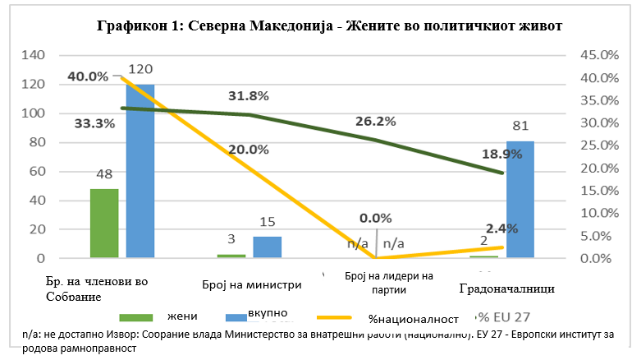 Графикон 1: Северна Македонија - Жените во политичкиот живот
140 45.0%
120 40.0%
100 35.0%
80 30.0%
60 25.0%
40 20.0%
20 15.0%
0 10.0%
5.0%
0.0%
40.0% 120 31.8% 26.2% 81
33.3% 20.0% 18.9%
48 3 15 0.0% n/a n/a 2.4% 2
Бр. на членови во Собрание
Број на министри
Број на лидери на партии
Градоначалници
жени вкупно %националност % EU 27
n/a: не достапно Извор: Собрание Влада Министерство за внатрешни работи (национално). ЕУ 27 - Европски институт за
родова рамноправност